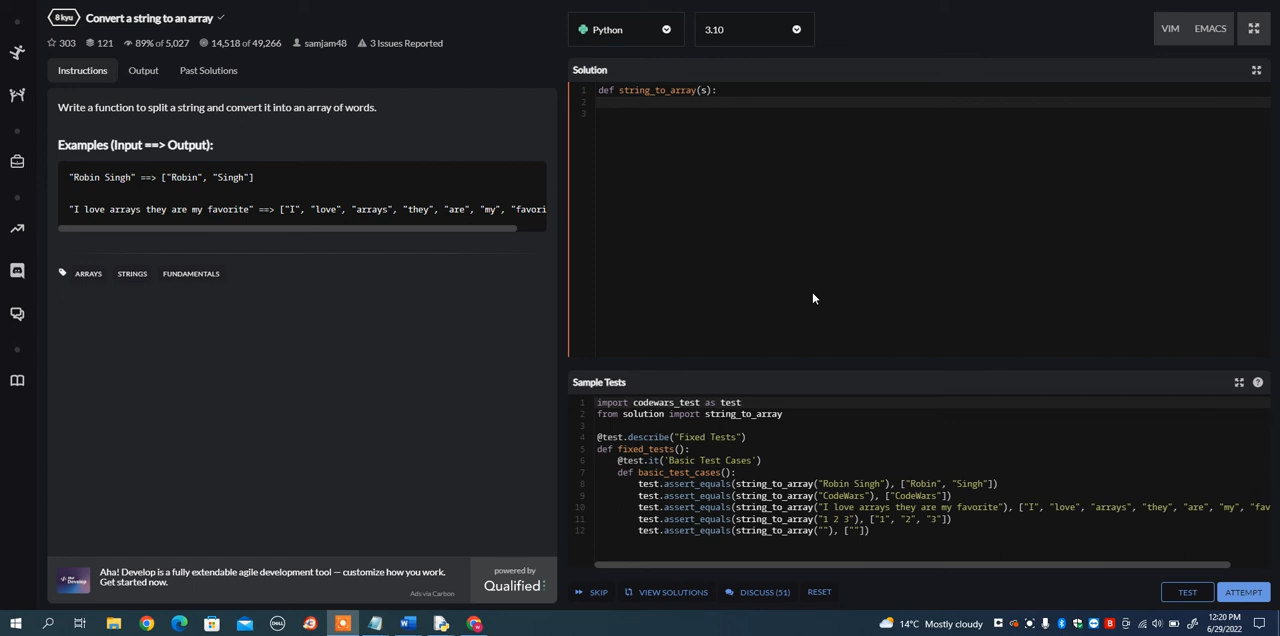 8 kyu Convert a string to an array
303 121 89% of 5,027 14,518 of 49,266 samjam48 3 Issues Reported
Instructions Output Past Solutions
Write a function to split a string and convert it into an array of words.
Examples (Input ==> Output):
"Robin Singh" ==> ["Robin", "Singh"]
"I love arrays they are my favorite" ==> ["I", "love", "arrays", "they", "are", "my", "favori
ARRAYS STRINGS FUNDAMENTALS
Aha! Develop is a fully extendable agile development tool — customize how you work.
Get started now.
Ads via Carbon
powered by
Qualified
Python 3.10 VIM EMACS
Solution
1 def string_to_array(s):
2
3
Sample Tests
1 import codewars_test as test
2 from solution import string_to_array
3
4 @test.describe("Fixed Tests")
5 def fixed_tests():
6 @test.it('Basic Test Cases')
7 def basic_test_cases():
8 test.assert_equals(string_to_array("Robin Singh"), ["Robin", "Singh"])
9 test.assert_equals(string_to_array("CodeWars"), ["CodeWars"])
10 test.assert_equals(string_to_array("I love arrays they are my favorite"), ["I", "love", "arrays", "they", "are", "my", "fav
11 test.assert_equals(string_to_array("1 2 3"), ["1", "2", "3"])
12 test.assert_equals(string_to_array(""), [""])
SKIP VIEW SOLUTIONS DISCUSS (51) RESET TEST ATTEMPT
DELL W 14°C Mostly cloudy B 12:20 PM
6/29/2022